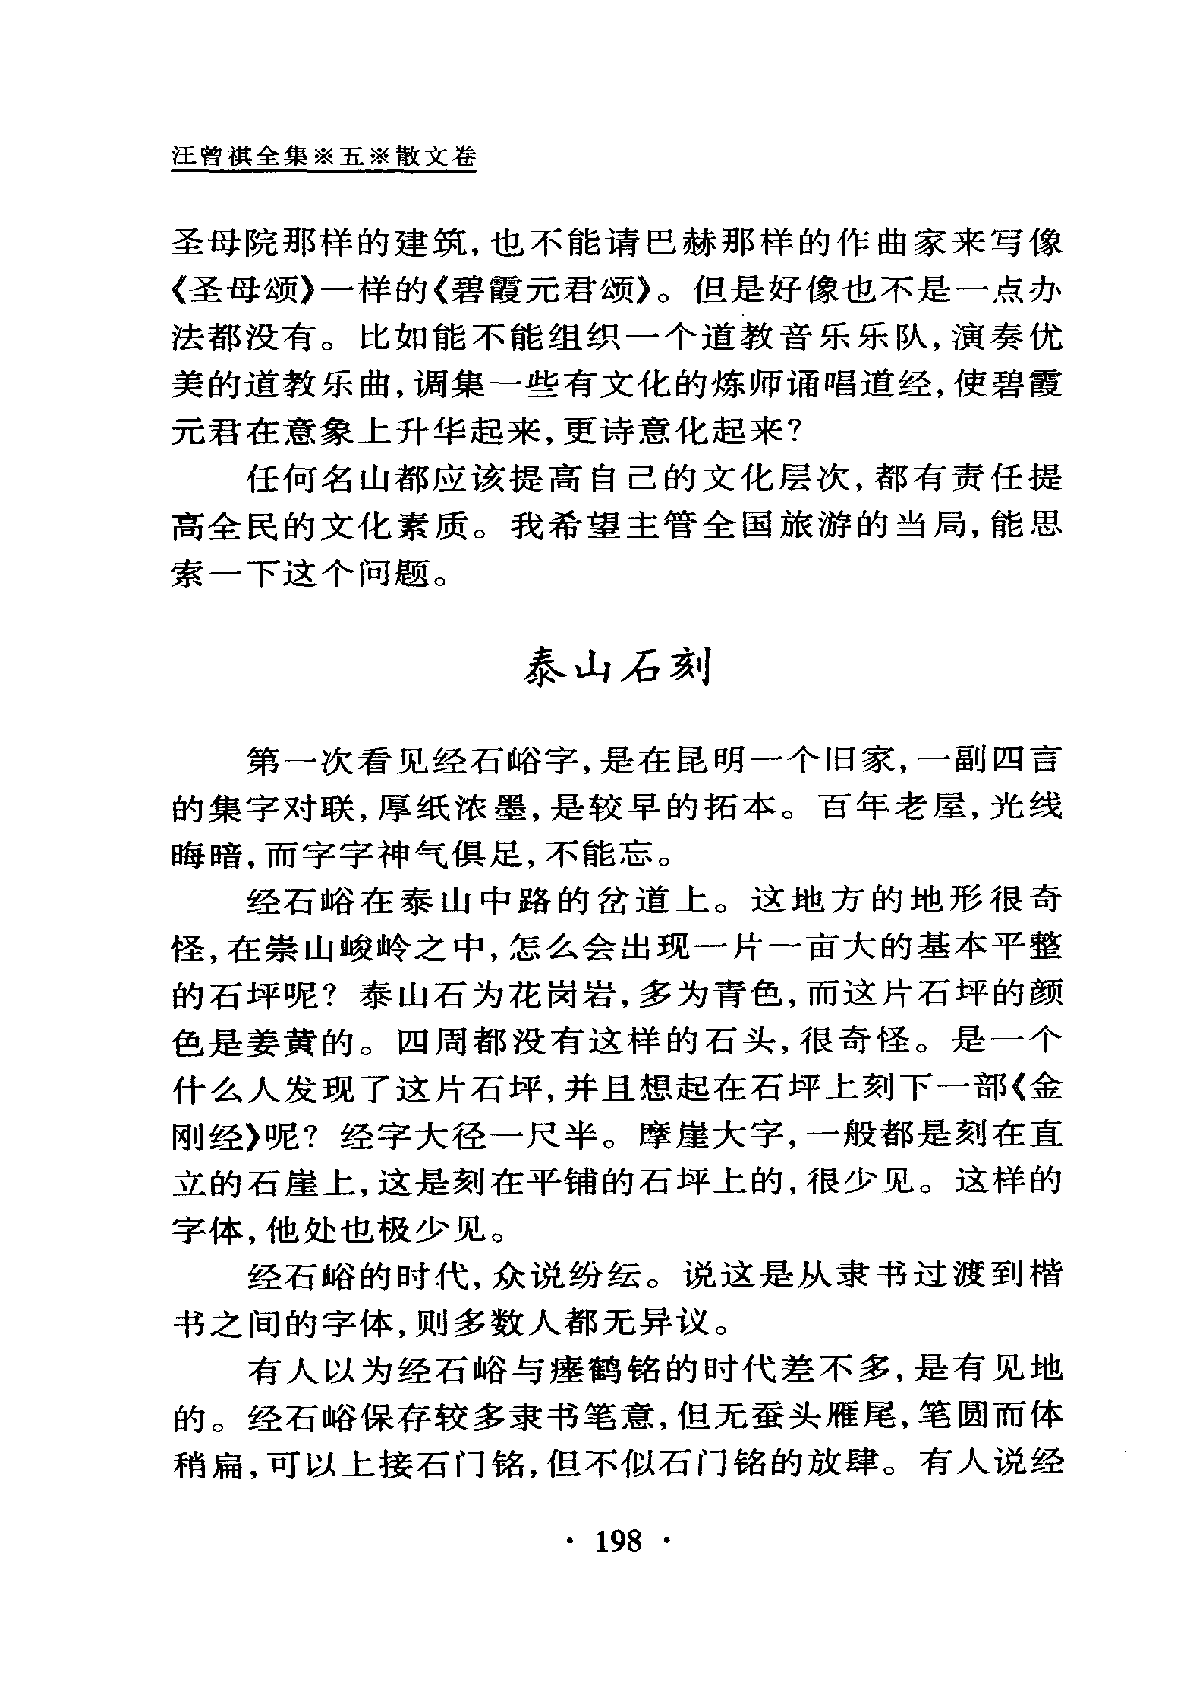 汪曾祺全集※五※散文卷
圣母院那样的建筑,也不能请巴赫那样的作曲家来写像
《圣母颂》一样的《碧霞元君颂》。但是好像也不是一点办
法都没有。比如能不能组织一个道教音乐乐队,演奏优
美的道教乐曲,调集一些有文化的炼师诵唱道经,使碧霞
元君在意象上升华起来,更诗意化起来?
任何名山都应该提高自己的文化层次,都有责任提
高全民的文化素质。我希望主管全国旅游的当局,能思
索一下这个问题。
泰山石刻
第一次看见经石峪字,是在昆明一个旧家,一副四言
的集字对联,厚纸浓墨,是较早的拓本。百年老屋,光线
晦暗,而字字神气俱足,不能忘。
经石峪在泰山中路的岔道上。这地方的地形很奇
怪,在崇山峻岭之中,怎么会出现一片一亩大的基本平整
的石坪呢?泰山石为花岗岩,多为青色,而这片石坪的颜
色是姜黄的。四周都没有这样的石头,很奇怪。是一个
什么人发现了这片石坪,并且想起在石坪上刻下一部《金
刚经》呢?经字大径一尺半。摩崖大字,一般都是刻在直
立的石崖上,这是刻在平铺的石坪上的,很少见。这样的
字体,他处也极少见。
经石峪的时代,众说纷纭。说这是从隶书过渡到楷
书之间的字体,则多数人都无异议。
有人以为经石峪与瘗鹤铭的时代差不多,是有见地
的。经石峪保存较多隶书笔意,但无蚕头雁尾,笔圆而体
稍扁,可以上接石门铭,但不似石门铭的放肆。有人说经
· 198 ·